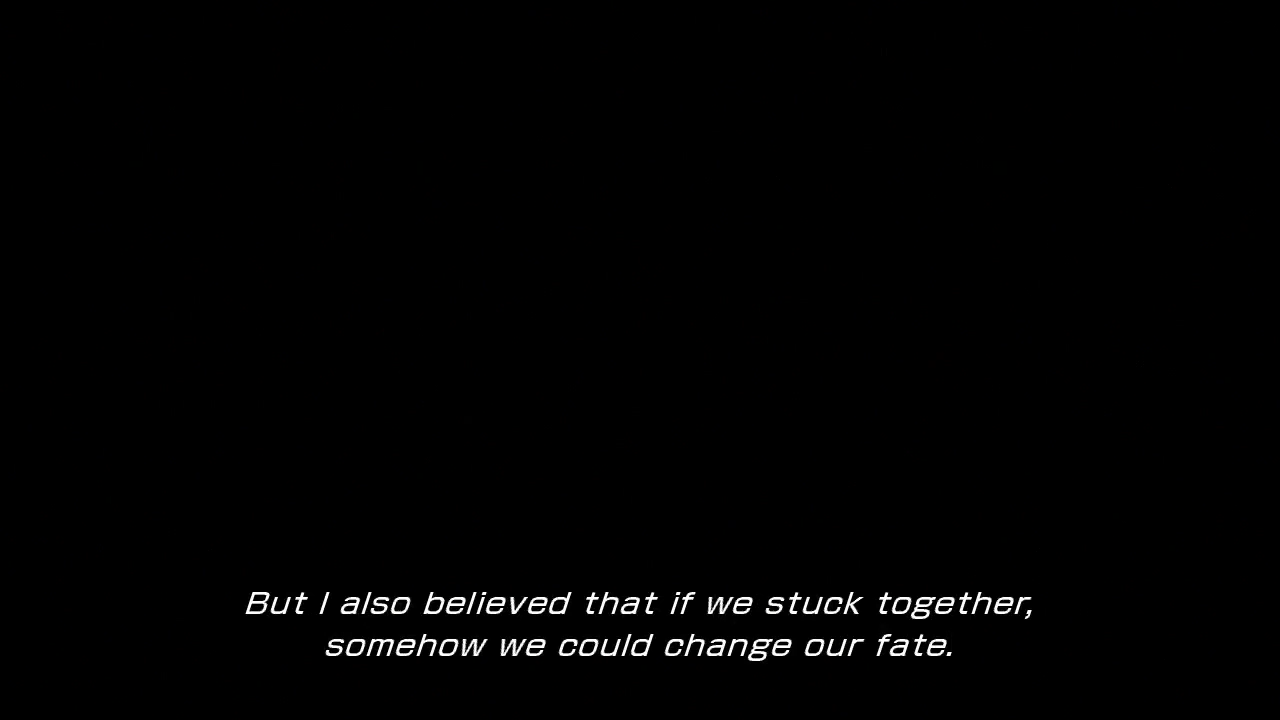 But I also believed that if we stuck together,
somehow we could change our fate.